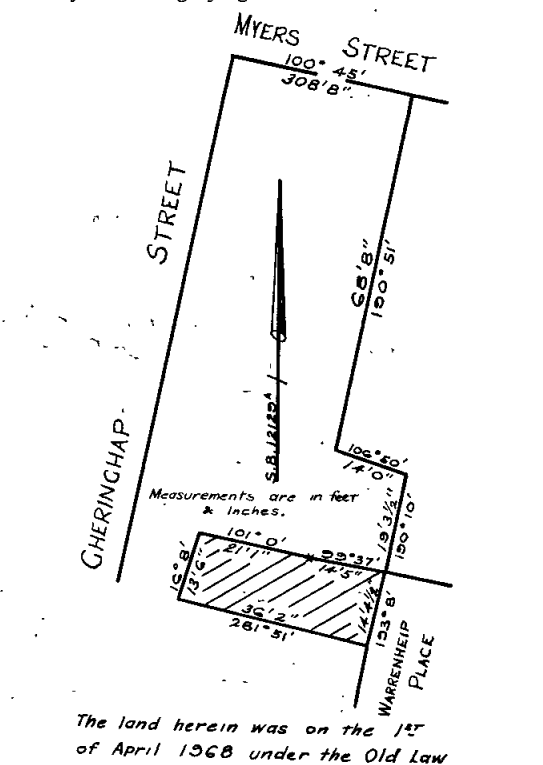 MYERS STREET
100° 45'
308'8"
STREET
GHERINGHAP
68'8"
190° 51'
S.B. 12129A
106° 50'
14'0"
Measurements are in feet
& inches.
19'3½"
190° 10'
101° 0'
21'1"
99° 37'
14'5"
13'6"
36'2"
281° 51'
14'4½"
193° 8'
WARRENHEIP
PLACE
The land herein was on the 1ST
of April 1968 under the Old Law